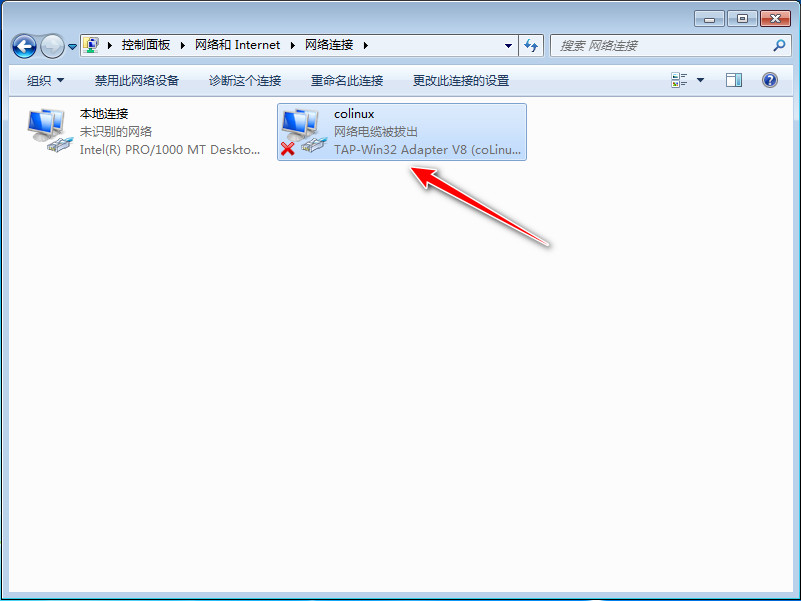 控制面板 网络和 Internet 网络连接
搜索 网络连接
组织 禁用此网络设备 诊断这个连接 重命名此连接 更改此连接的设置
本地连接
未识别的网络
Intel(R) PRO/1000 MT Deskto...
colinux
网络电缆被拔出
TAP-Win32 Adapter V8 (coLinu...